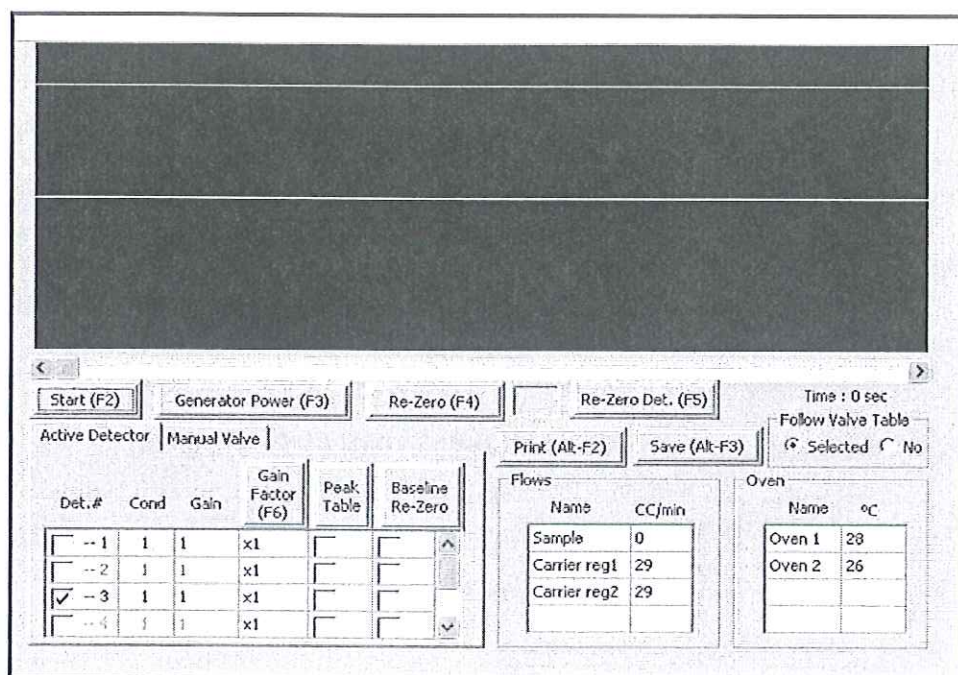 Start (F2) Generator Power (F3) Re-Zero (F4) Re-Zero Det. (F5) Time : 0 sec
Follow Valve Table
Selected No
Active Detector Manual Valve
Print (Alt-F2) Save (Alt-F3)
Det.# Cond Gain Gain Factor (F6) Peak Table Baseline Re-Zero
-- 1 1 1 x1
-- 2 1 1 x1
-- 3 1 1 x1
-- 4 1 1 x1
Flows
Name CC/min
Sample 0
Carrier reg1 29
Carrier reg2 29
Oven
Name ºC
Oven 1 28
Oven 2 26